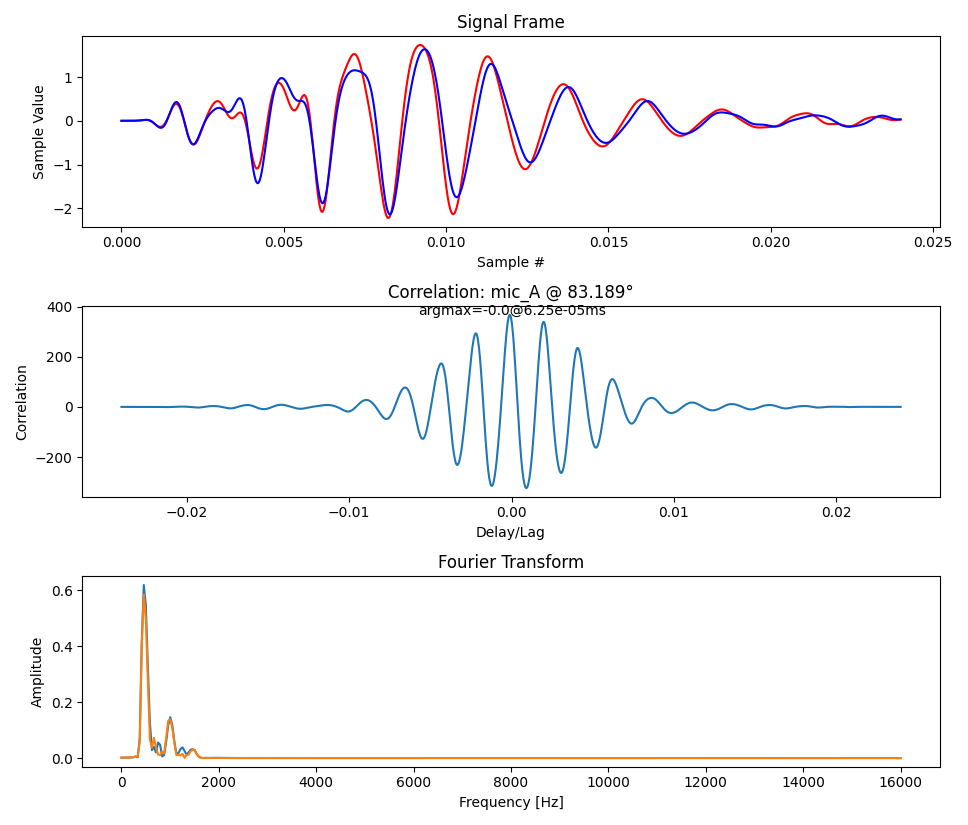 Signal Frame
1
0
−1
−2
Sample Value
0.000 0.005 0.010 0.015 0.020 0.025
Sample #
Correlation: mic_A @ 83.189°
argmax=-0.0@6.25e-05ms
400
200
0
−200
Correlation
−0.02 −0.01 0.00 0.01 0.02
Delay/Lag
Fourier Transform
0.6
0.4
0.2
0.0
Amplitude
0 2000 4000 6000 8000 10000 12000 14000 16000
Frequency [Hz]